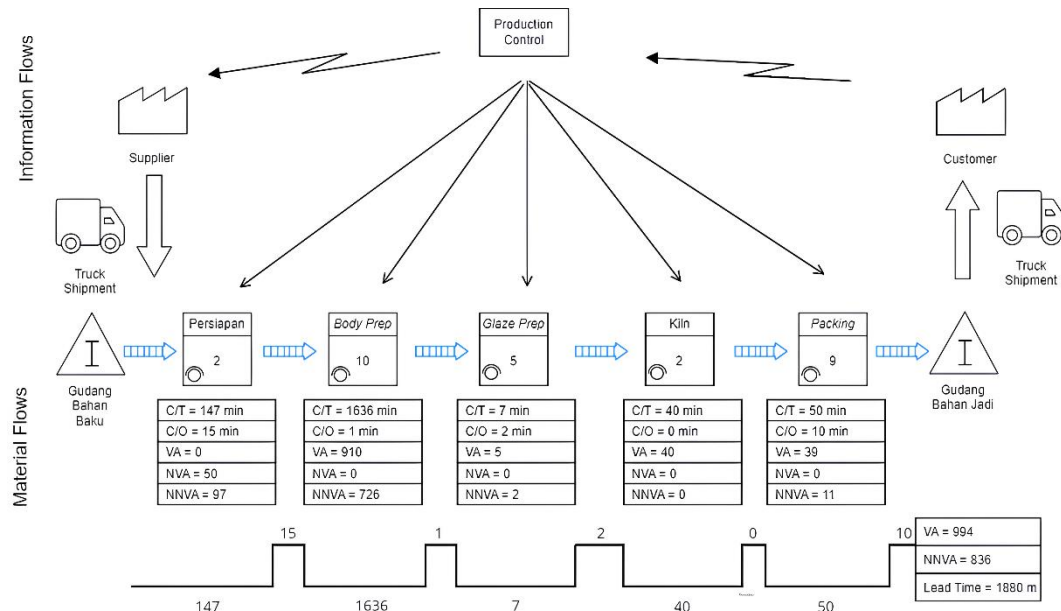 Information Flows
Production
Control
Supplier
Customer
Truck
Shipment
Truck
Shipment
Material Flows
Gudang
Bahan
Baku
Persiapan
2
Body Prep
10
Glaze Prep
5
Kiln
2
Packing
9
I
I
Gudang
Bahan Jadi
C/T = 147 min
C/O = 15 min
VA = 0
NVA = 50
NNVA = 97
C/T = 1636 min
C/O = 1 min
VA = 910
NVA = 0
NNVA = 726
C/T = 7 min
C/O = 2 min
VA = 5
NVA = 0
NNVA = 2
C/T = 40 min
C/O = 0 min
VA = 40
NVA = 0
NNVA = 0
C/T = 50 min
C/O = 10 min
VA = 39
NVA = 0
NNVA = 11
15
1
2
0
10
147
1636
7
40
50
VA = 994
NNVA = 836
Lead Time = 1880 m